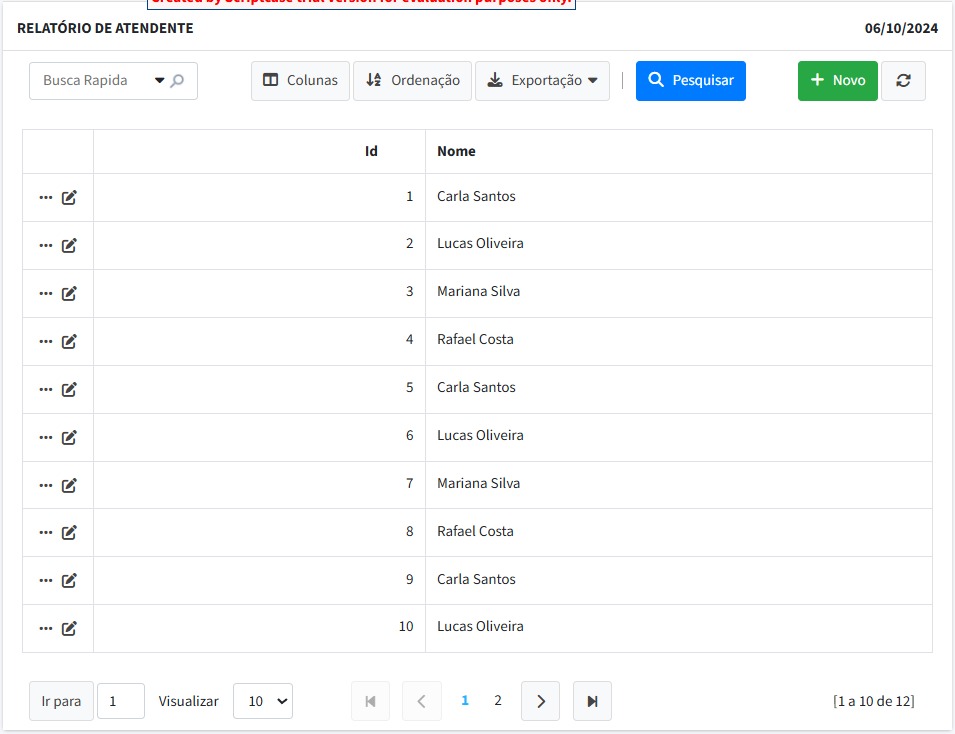 Created by Scriptcase trial version for evaluation purposes only.
RELATÓRIO DE ATENDENTE 06/10/2024
Busca Rapida Colunas Ordenação Exportação Pesquisar Novo
Id Nome
1 Carla Santos
2 Lucas Oliveira
3 Mariana Silva
4 Rafael Costa
5 Carla Santos
6 Lucas Oliveira
7 Mariana Silva
8 Rafael Costa
9 Carla Santos
10 Lucas Oliveira
Ir para 1 Visualizar 10 1 2 [1 a 10 de 12]